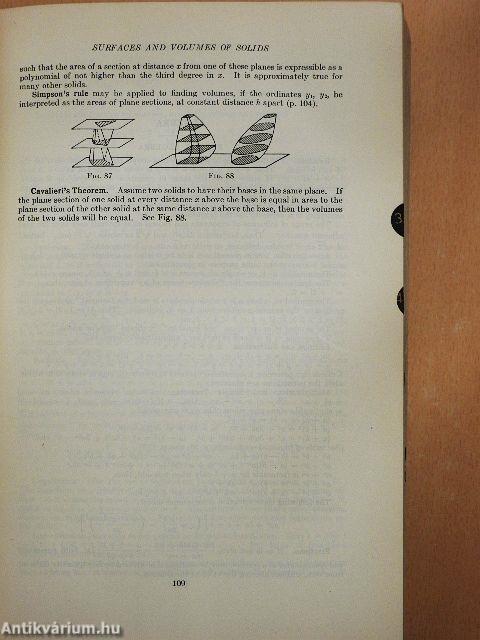 SURFACES AND VOLUMES OF SOLIDS
such that the area of a section at distance x from one of these planes is expressible as a
polynomial of not higher than the third degree in x. It is approximately true for
many other solids.
Simpson's rule may be applied to finding volumes, if the ordinates y₁, y₂, be
interpreted as the areas of plane sections, at constant distance h apart (p. 104).
FIG. 87
FIG. 88
Cavalieri's Theorem. Assume two solids to have their bases in the same plane. If
the plane section of one solid at every distance x above the base is equal in area to the
plane section of the other solid at the same distance x above the base, then the volumes
of the two solids will be equal. See Fig. 88.
3
109
Antikvárium.hu